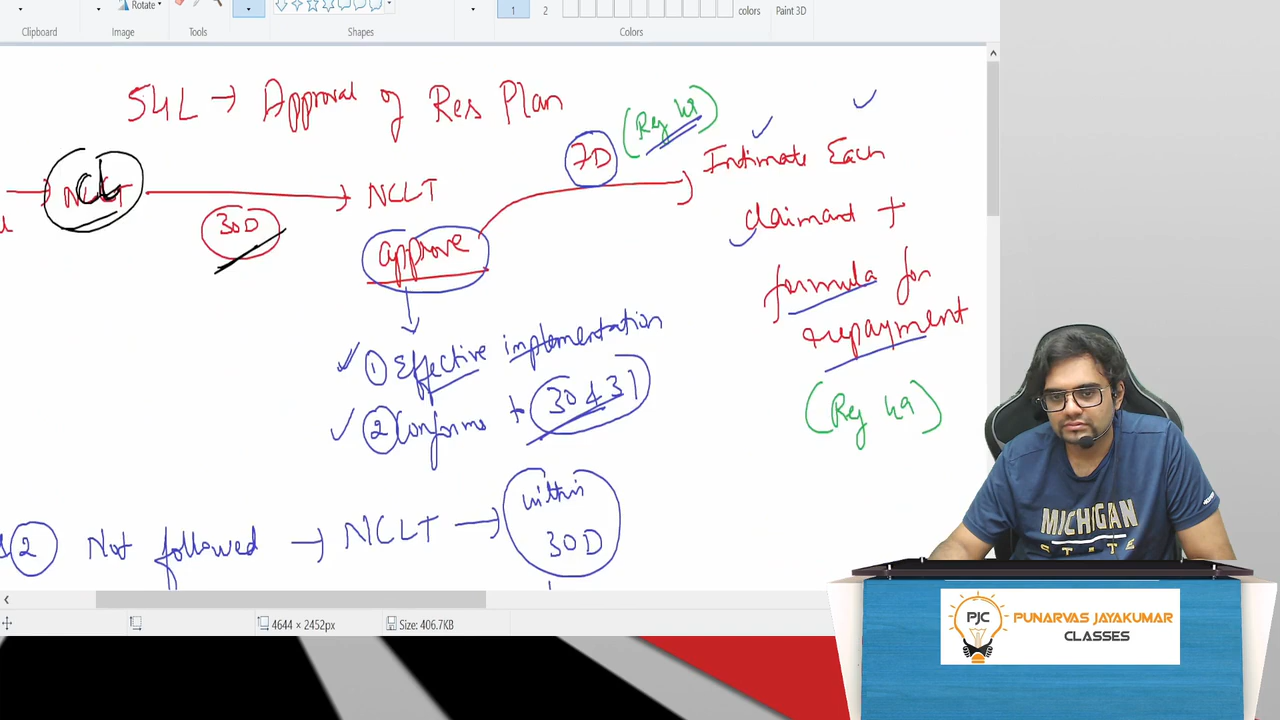 Rotate
Clipboard Image Tools Shapes 1 2 colors Colors Paint 3D
54L → Approval of Res Plan
NCLT → NCLT
30D
approve
7D
(Reg 48)
Intimate Each
claimant +
formula for
repayment
(Reg 49)
① Effective implementation
② Conforms to 30 & 31
② Not followed → NCLT → within
30D
4644 × 2452px Size: 406.7KB
MICHIGAN
STATE
PJC PUNARVAS JAYAKUMAR
CLASSES